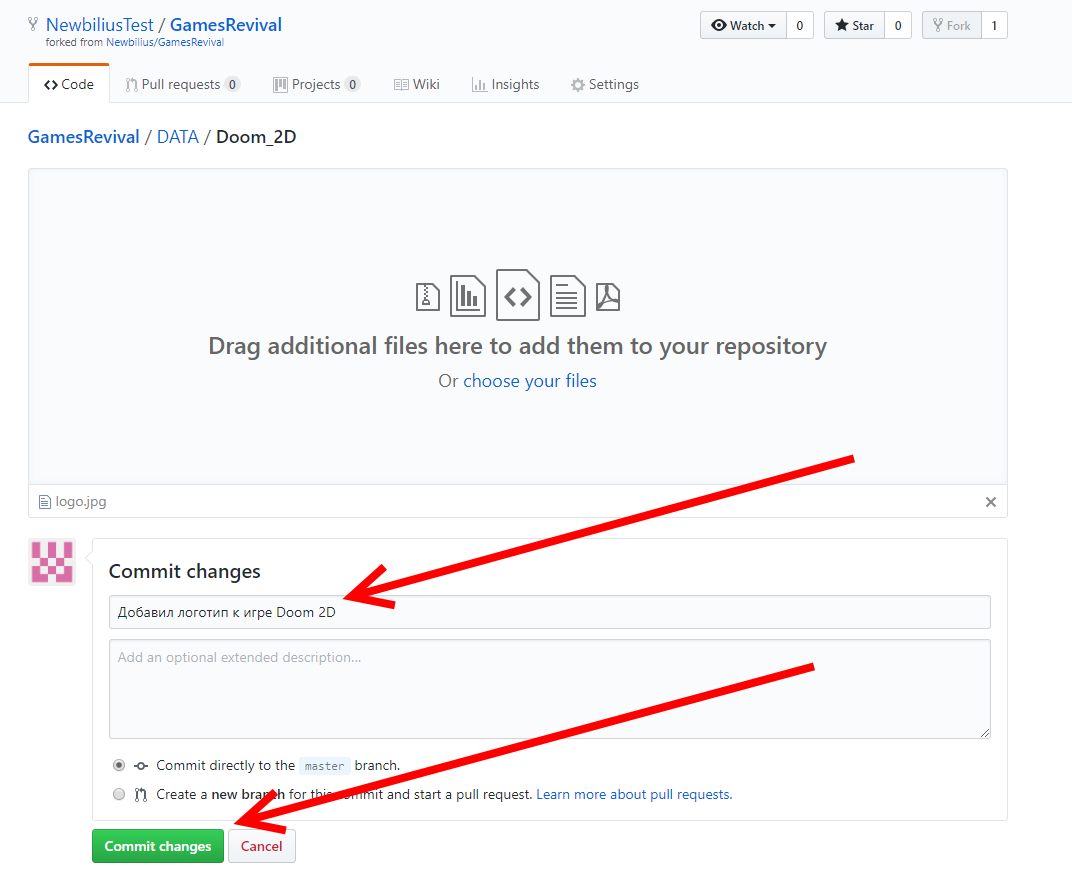 NewbiliusTest / GamesRevival
forked from Newbilius/GamesRevival
Watch 0 Star 0 Fork 1
Code Pull requests 0 Projects 0 Wiki Insights Settings
GamesRevival / DATA / Doom_2D
Drag additional files here to add them to your repository
Or choose your files
logo.jpg
Commit changes
Добавил логотип к игре Doom 2D
Add an optional extended description...
Commit directly to the master branch.
Create a new branch for this commit and start a pull request. Learn more about pull requests.
Commit changes Cancel